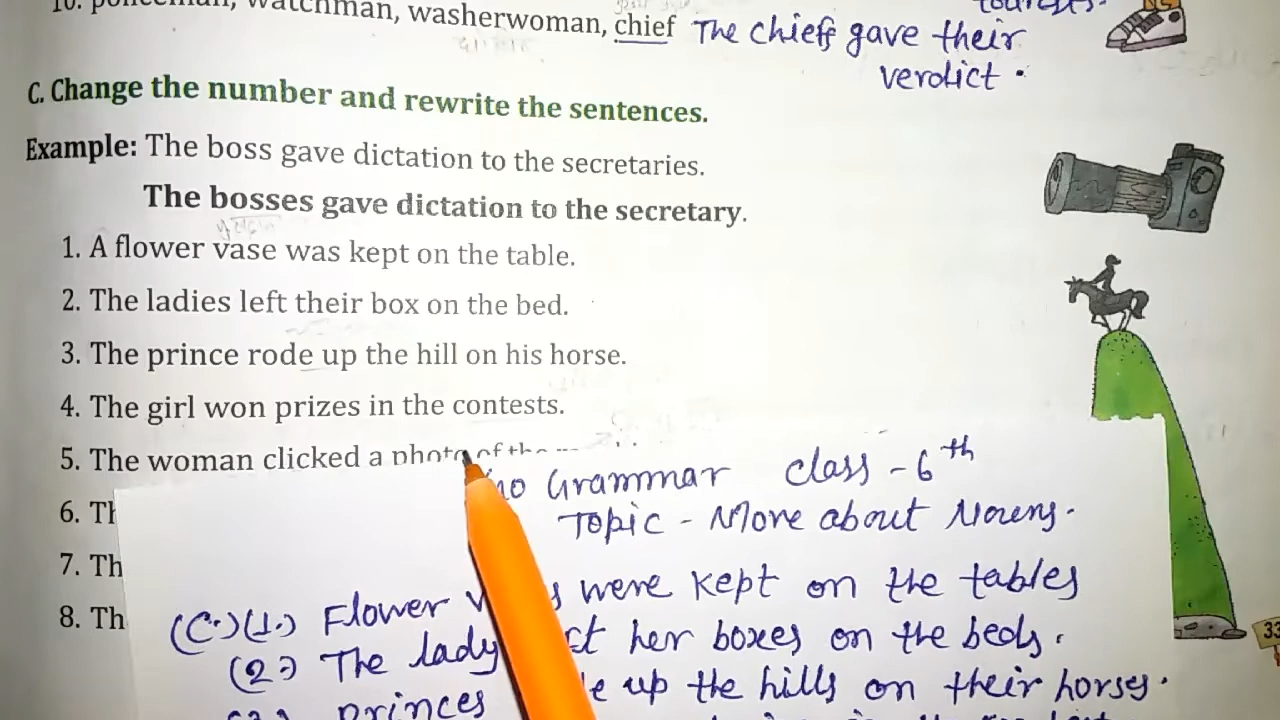 10. policeman, watchman, washerwoman, chief The chiefs gave their
tourists.
verdict.
C. Change the number and rewrite the sentences.
Example: The boss gave dictation to the secretaries.
The bosses gave dictation to the secretary.
1. A flower vase was kept on the table.
2. The ladies left their box on the bed.
3. The prince rode up the hill on his horse.
4. The girl won prizes in the contests.
5. The woman clicked a photo of the
Grammar Class - 6th
6. Th
Topic - More about Nouns.
7. Th
(C.)(1.) Flower were kept on the tables
8. Th
(2.) The lady her boxes on the beds.
princes up the hills on their horses.
33